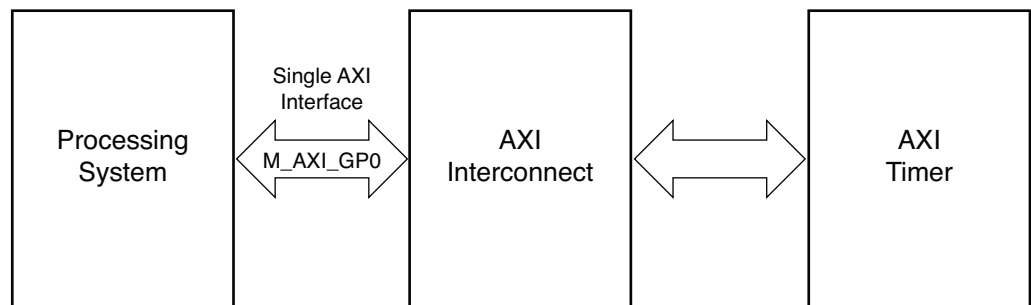 Processing
System
Single AXI
Interface
M_AXI_GP0
AXI
Interconnect
AXI
Timer